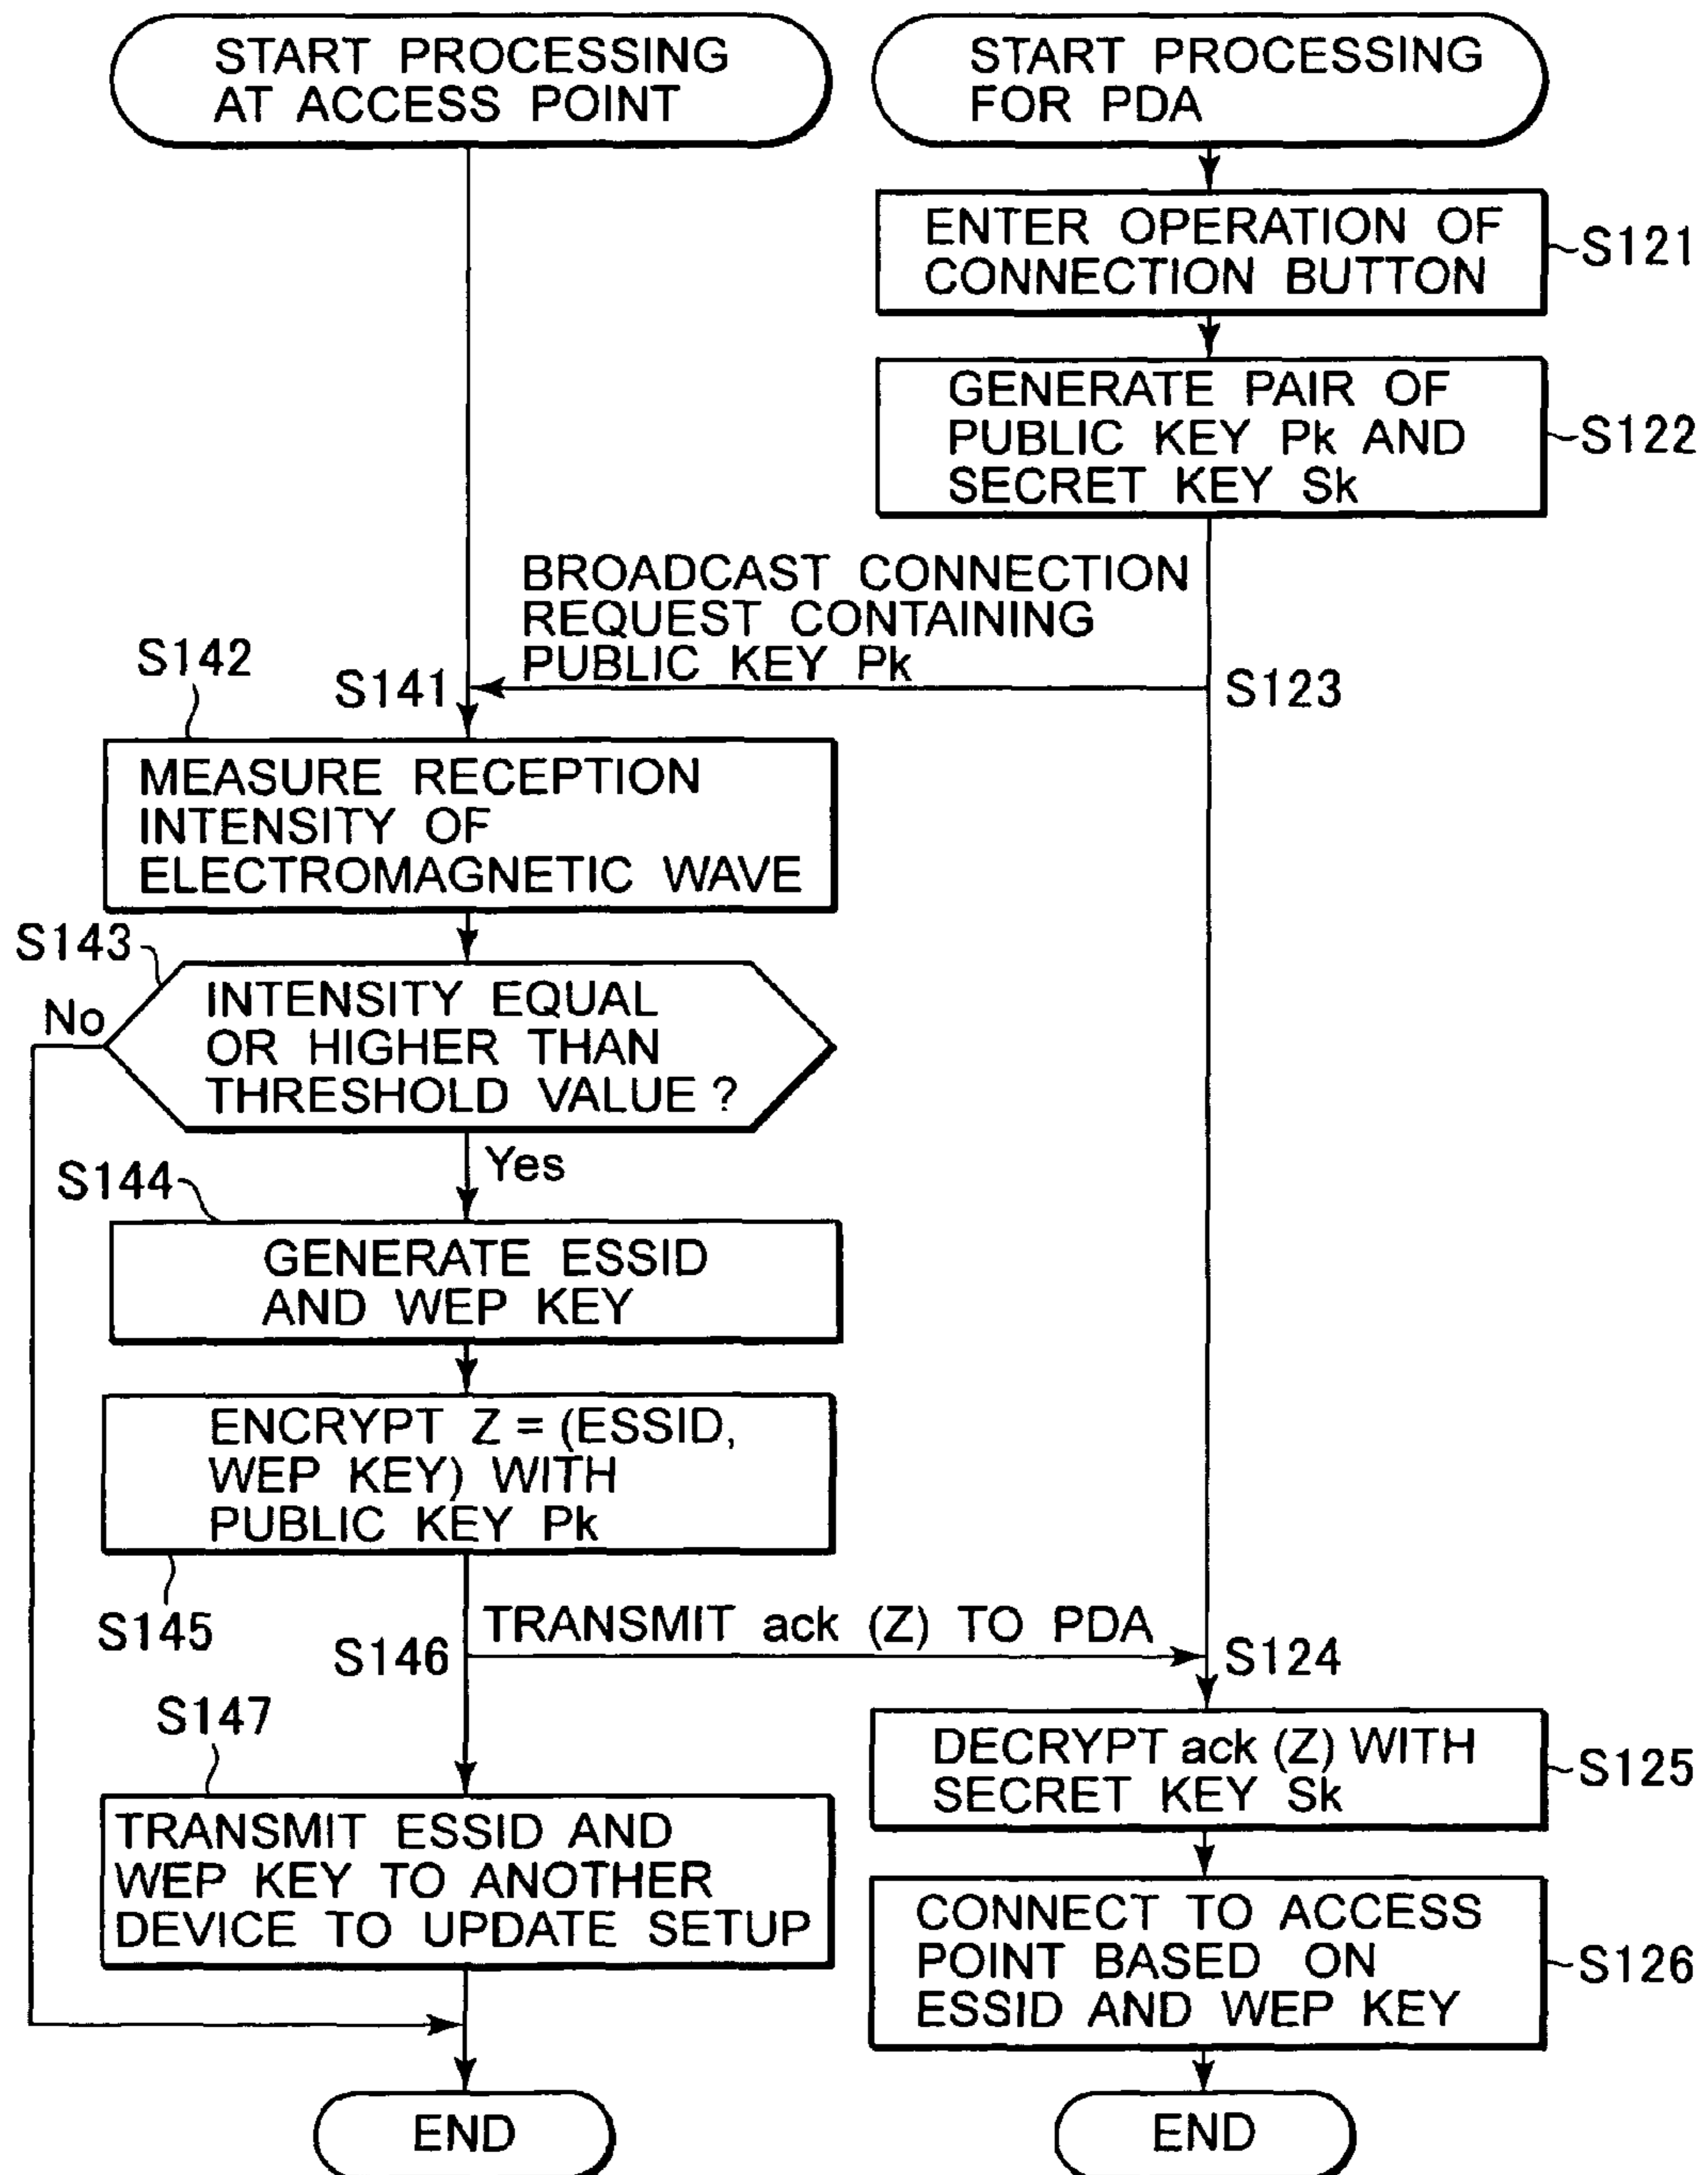 START PROCESSING
AT ACCESS POINT
START PROCESSING
FOR PDA
ENTER OPERATION OF
CONNECTION BUTTON
S121
GENERATE PAIR OF
PUBLIC KEY Pk AND
SECRET KEY Sk
S122
BROADCAST CONNECTION
REQUEST CONTAINING
PUBLIC KEY Pk
S142
S141
S123
MEASURE RECEPTION
INTENSITY OF
ELECTROMAGNETIC WAVE
S143
No
INTENSITY EQUAL
OR HIGHER THAN
THRESHOLD VALUE ?
Yes
S144
GENERATE ESSID
AND WEP KEY
ENCRYPT Z = (ESSID,
WEP KEY) WITH
PUBLIC KEY Pk
S145
TRANSMIT ack (Z) TO PDA
S146
S124
S147
DECRYPT ack (Z) WITH
SECRET KEY Sk
S125
TRANSMIT ESSID AND
WEP KEY TO ANOTHER
DEVICE TO UPDATE SETUP
CONNECT TO ACCESS
POINT BASED ON
ESSID AND WEP KEY
S126
END
END